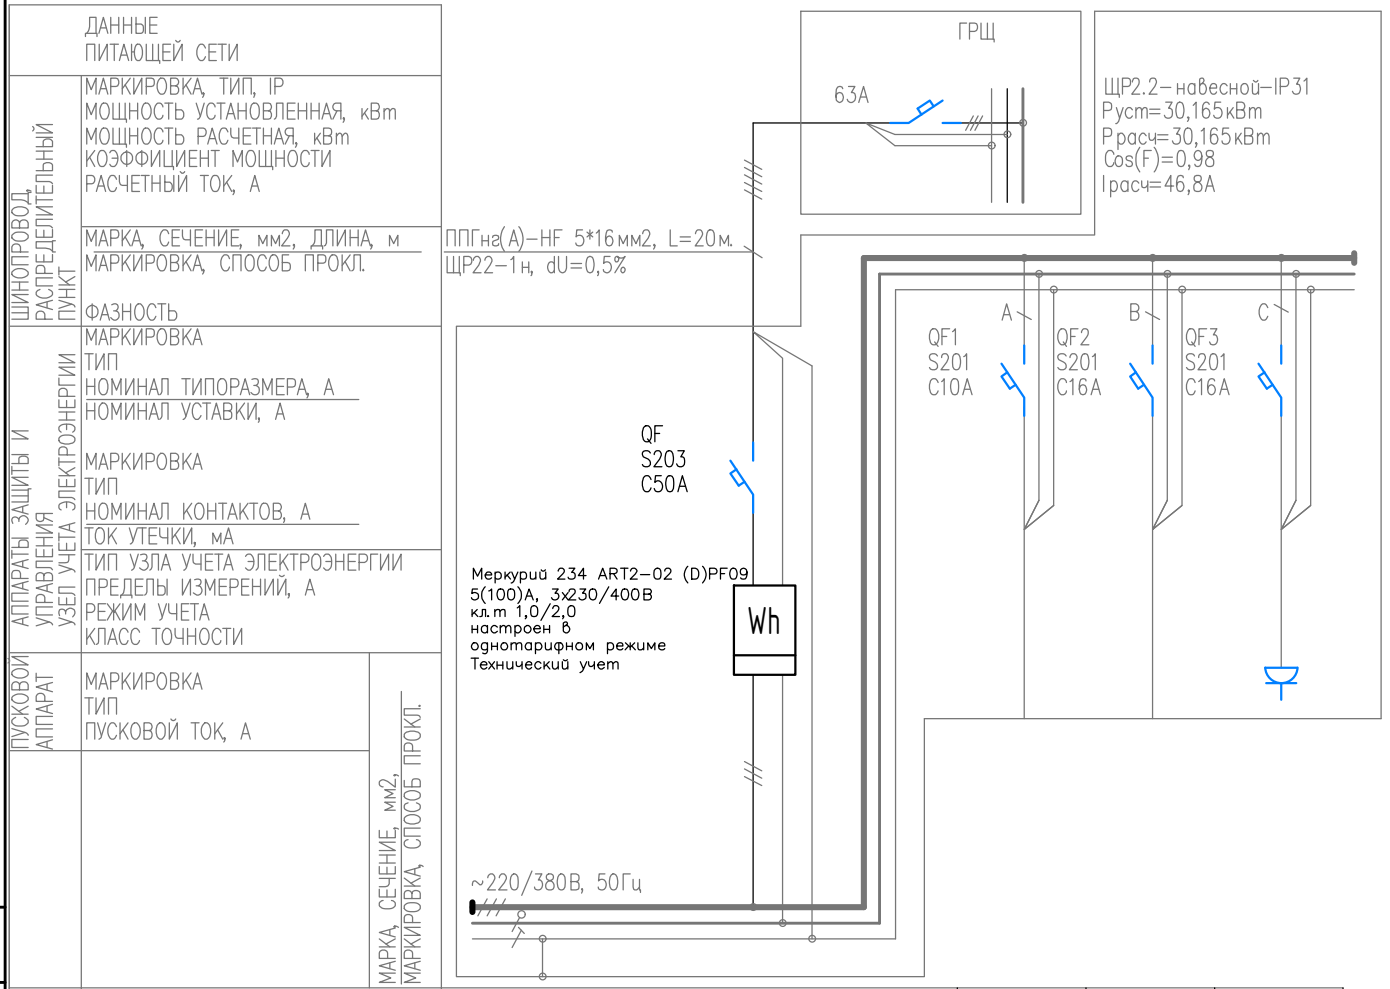 ДАННЫЕ
ПИТАЮЩЕЙ СЕТИ
ШИНОПРОВОД,
РАСПРЕДЕЛИТЕЛЬНЫЙ
ПУНКТ
МАРКИРОВКА, ТИП, IP
МОЩНОСТЬ УСТАНОВЛЕННАЯ, кВт
МОЩНОСТЬ РАСЧЕТНАЯ, кВт
КОЭФФИЦИЕНТ МОЩНОСТИ
РАСЧЕТНЫЙ ТОК, А
МАРКА, СЕЧЕНИЕ, мм2, ДЛИНА, м
МАРКИРОВКА, СПОСОБ ПРОКЛ.
ФАЗНОСТЬ
АППАРАТЫ ЗАЩИТЫ И
УПРАВЛЕНИЯ
УЗЕЛ УЧЕТА ЭЛЕКТРОЭНЕРГИИ
МАРКИРОВКА
ТИП
НОМИНАЛ ТИПОРАЗМЕРА, А
НОМИНАЛ УСТАВКИ, А
МАРКИРОВКА
ТИП
НОМИНАЛ КОНТАКТОВ, А
ТОК УТЕЧКИ, мА
ТИП УЗЛА УЧЕТА ЭЛЕКТРОЭНЕРГИИ
ПРЕДЕЛЫ ИЗМЕРЕНИЙ, А
РЕЖИМ УЧЕТА
КЛАСС ТОЧНОСТИ
ПУСКОВОЙ
АППАРАТ
МАРКИРОВКА
ТИП
ПУСКОВОЙ ТОК, А
МАРКА, СЕЧЕНИЕ, мм2,
МАРКИРОВКА, СПОСОБ ПРОКЛ.
ППГнг(А)-HF 5*16мм2, L=20м.
ЩР22-1н, dU=0,5%
ГРЩ
63А
ЩР2.2-навесной-IP31
Руст=30,165кВт
Ррасч=30,165кВт
Cos(F)=0,98
Iрасч=46,8А
A
B
C
QF1
S201
C10A
QF2
S201
C16A
QF3
S201
C16A
QF
S203
C50A
Меркурий 234 ART2-02 (D)PF09
5(100)А, 3х230/400В
кл.т 1,0/2,0
настроен в
однотарифном режиме
Технический учет
Wh
~220/380В, 50Гц